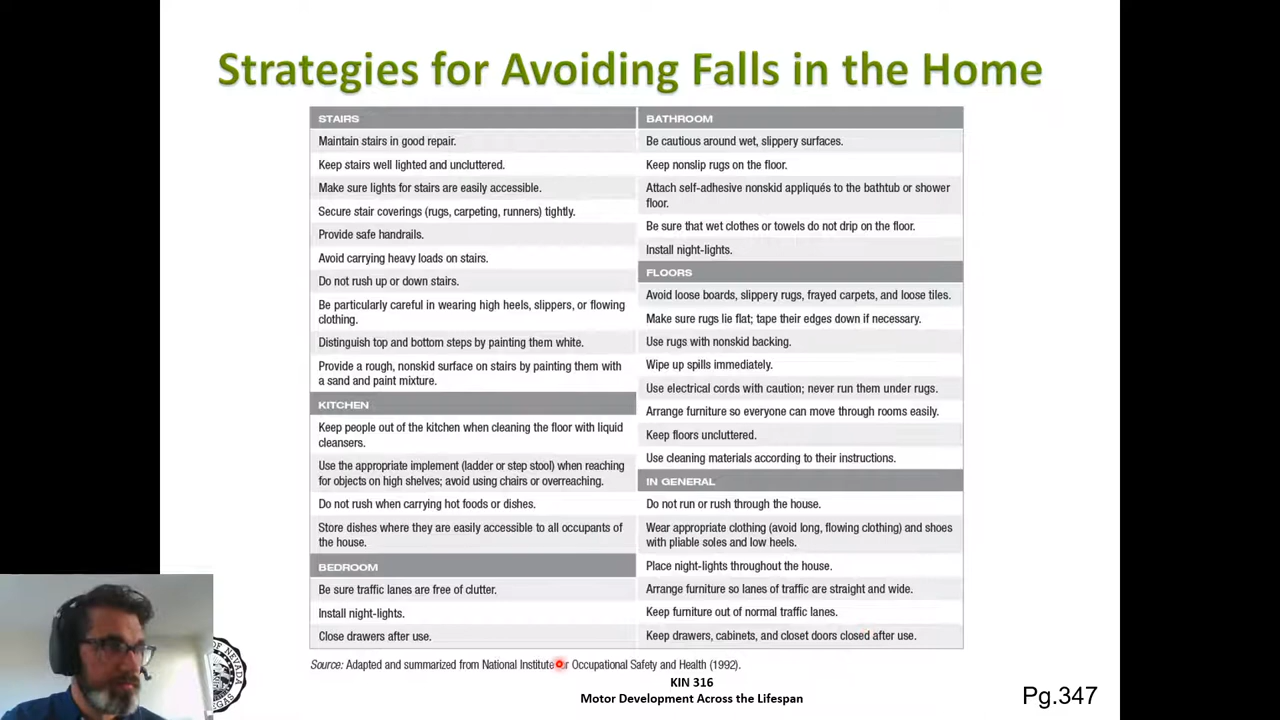 Strategies for Avoiding Falls in the Home
STAIRS
Maintain stairs in good repair.
Keep stairs well lighted and uncluttered.
Make sure lights for stairs are easily accessible.
Secure stair coverings (rugs, carpeting, runners) tightly.
Provide safe handrails.
Avoid carrying heavy loads on stairs.
Do not rush up or down stairs.
Be particularly careful in wearing high heels, slippers, or flowing
clothing.
Distinguish top and bottom steps by painting them white.
Provide a rough, nonskid surface on stairs by painting them with
a sand and paint mixture.
KITCHEN
Keep people out of the kitchen when cleaning the floor with liquid
cleansers.
Use the appropriate implement (ladder or step stool) when reaching
for objects on high shelves; avoid using chairs or overreaching.
Do not rush when carrying hot foods or dishes.
Store dishes where they are easily accessible to all occupants of
the house.
BEDROOM
Be sure traffic lanes are free of clutter.
Install night-lights.
Close drawers after use.
BATHROOM
Be cautious around wet, slippery surfaces.
Keep nonslip rugs on the floor.
Attach self-adhesive nonskid appliqués to the bathtub or shower
floor.
Be sure that wet clothes or towels do not drip on the floor.
Install night-lights.
FLOORS
Avoid loose boards, slippery rugs, frayed carpets, and loose tiles.
Make sure rugs lie flat; tape their edges down if necessary.
Use rugs with nonskid backing.
Wipe up spills immediately.
Use electrical cords with caution; never run them under rugs.
Arrange furniture so everyone can move through rooms easily.
Keep floors uncluttered.
Use cleaning materials according to their instructions.
IN GENERAL
Do not run or rush through the house.
Wear appropriate clothing (avoid long, flowing clothing) and shoes
with pliable soles and low heels.
Place night-lights throughout the house.
Arrange furniture so lanes of traffic are straight and wide.
Keep furniture out of normal traffic lanes.
Keep drawers, cabinets, and closet doors closed after use.
Source: Adapted and summarized from National Institute Occupational Safety and Health (1992).
KIN 316
Motor Development Across the Lifespan
Pg.347
OF NEVADA